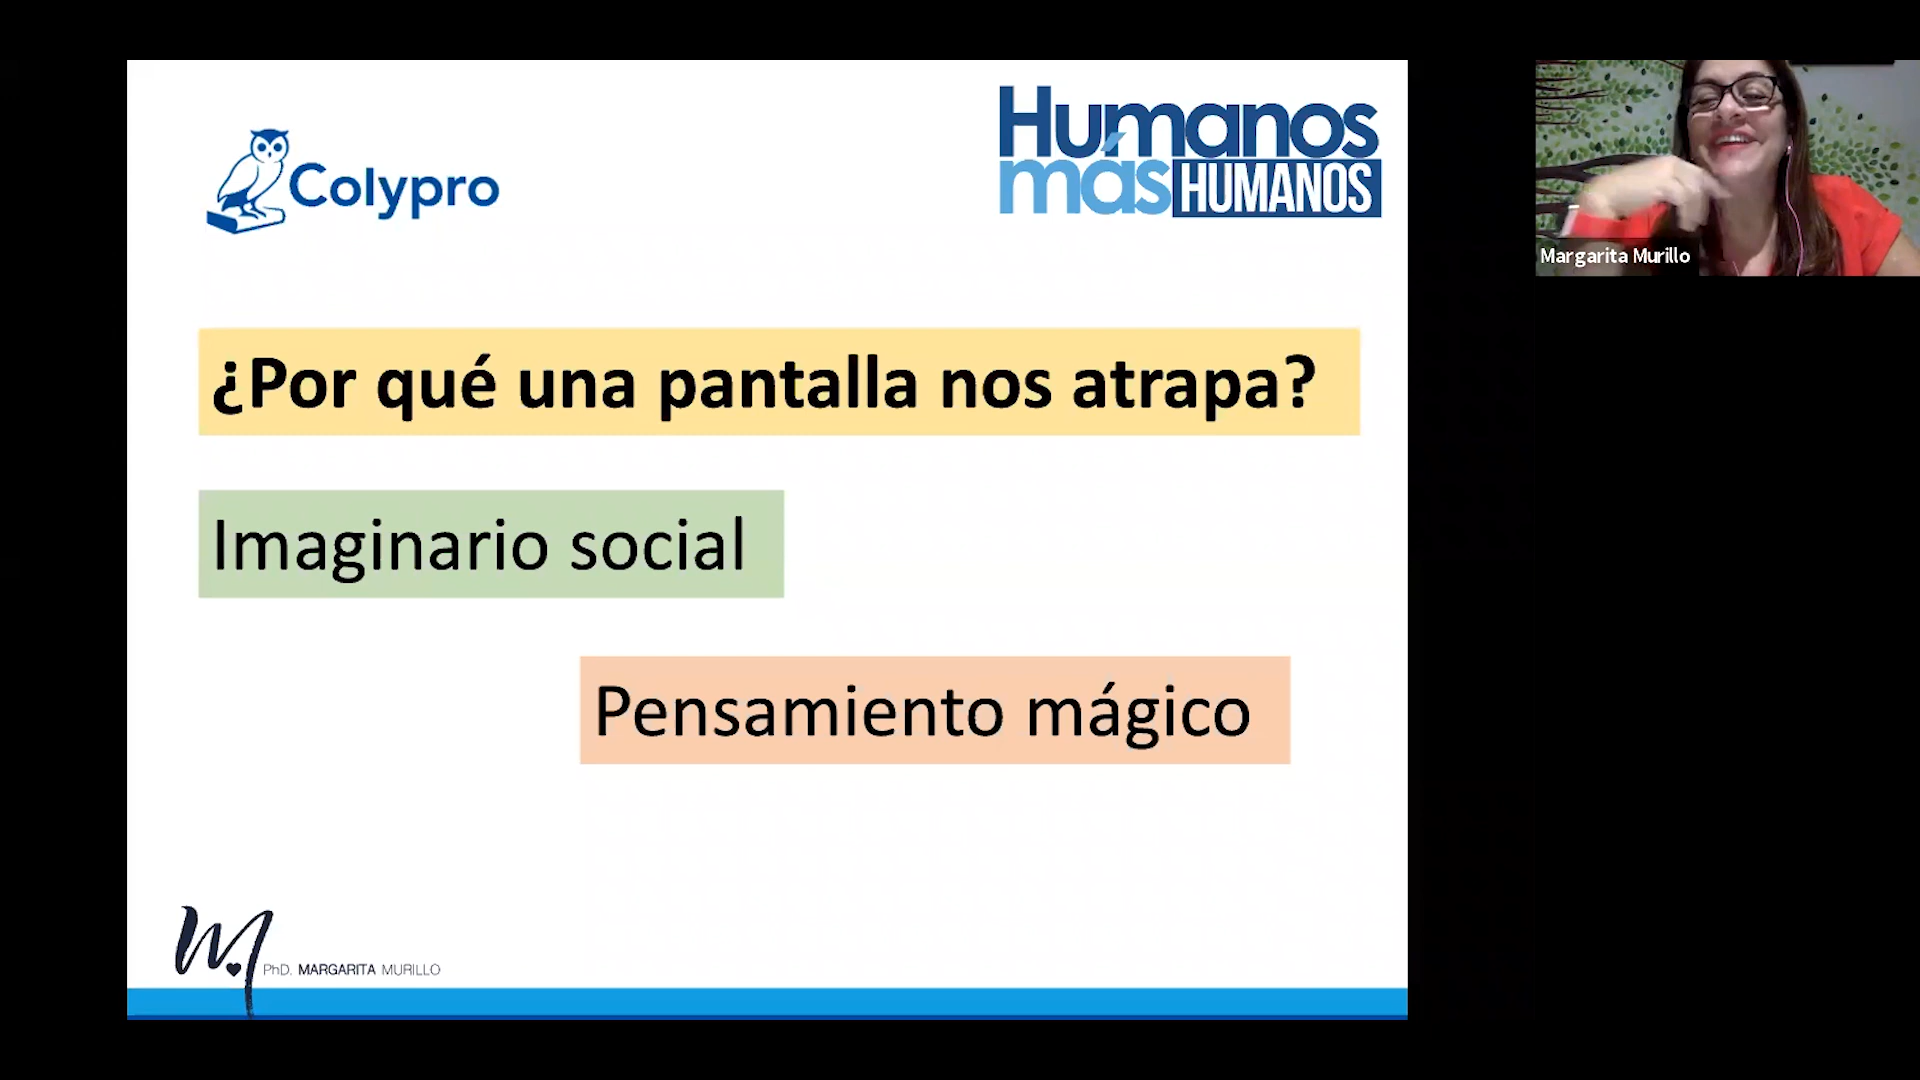 Colypro
Humanos
más HUMANOS
Margarita Murillo
¿Por qué una pantalla nos atrapa?
Imaginario social
Pensamiento mágico
M.
PhD. MARGARITA MURILLO